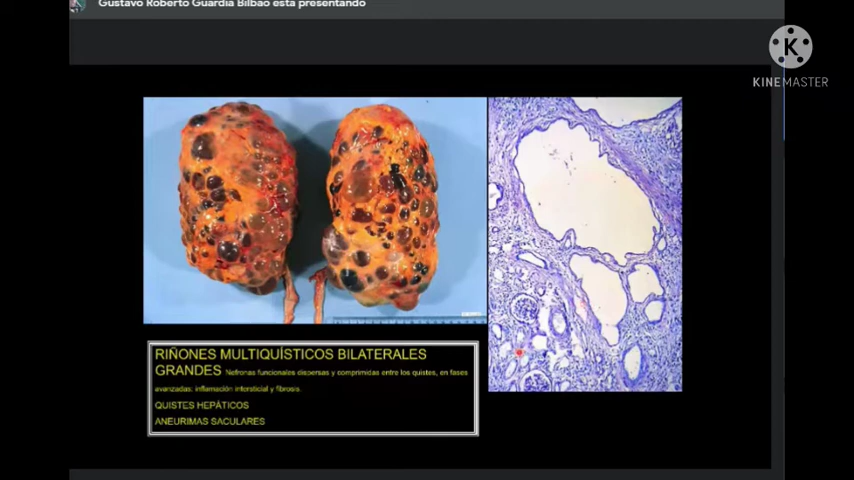 Gustavo Roberto Guardia Bilbao está presentando
K
KINEMASTER
RIÑONES MULTIQUÍSTICOS BILATERALES
GRANDES Nefronas funcionales dispersas y comprimidas entre los quistes, en fases
avanzadas: inflamación intersticial y fibrosis.
QUISTES HEPÁTICOS
ANEURIMAS SACULARES